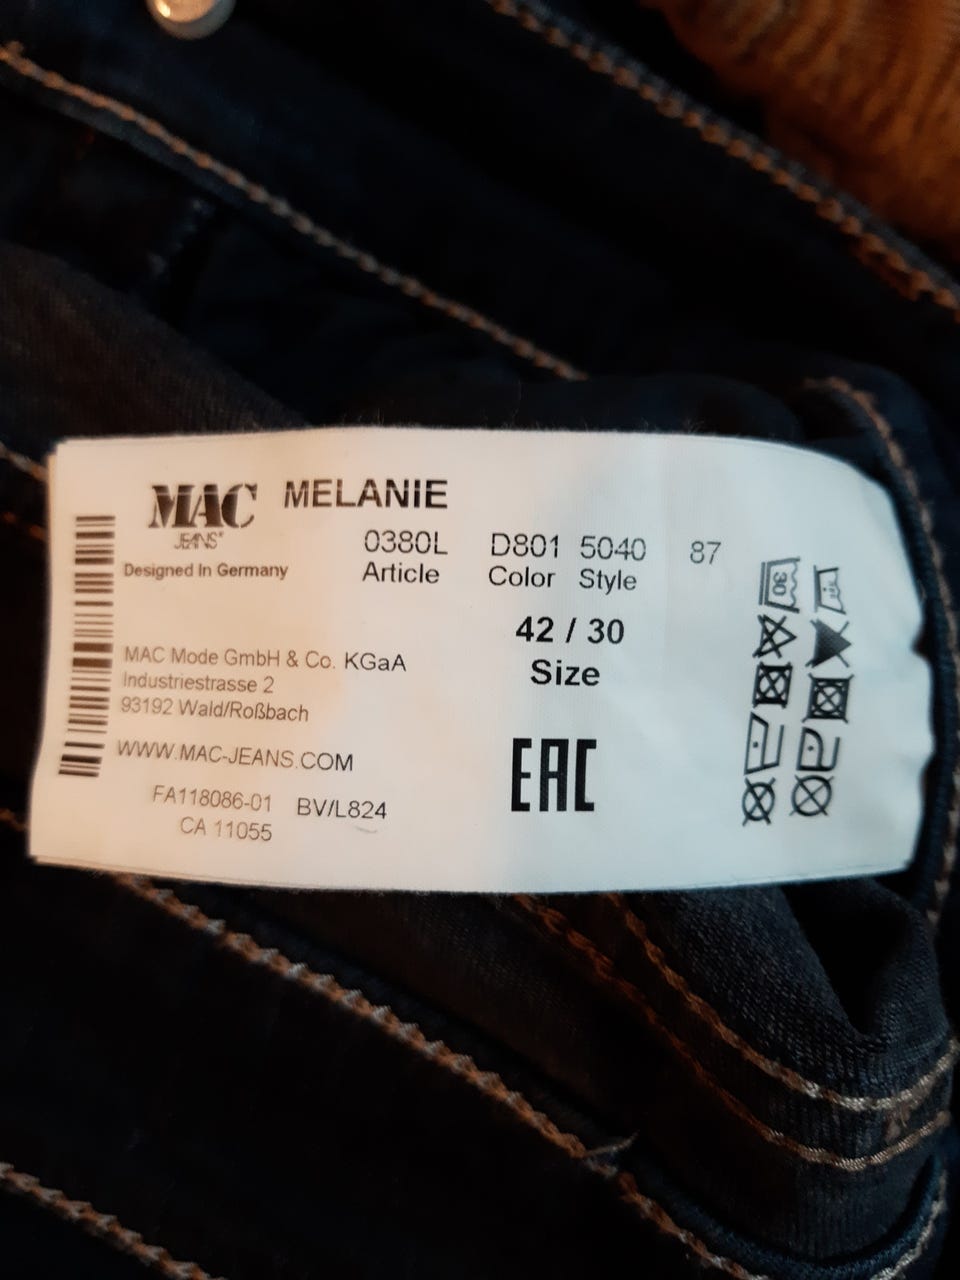 MAC MELANIE
JEANS®
0380L D801 5040 87
Designed In Germany Article Color Style
42 / 30
Size
MAC Mode GmbH & Co. KGaA
Industriestrasse 2
93192 Wald/Roßbach
WWW.MAC-JEANS.COM
EAC
FA118086-01 BV/L824
CA 11055
30